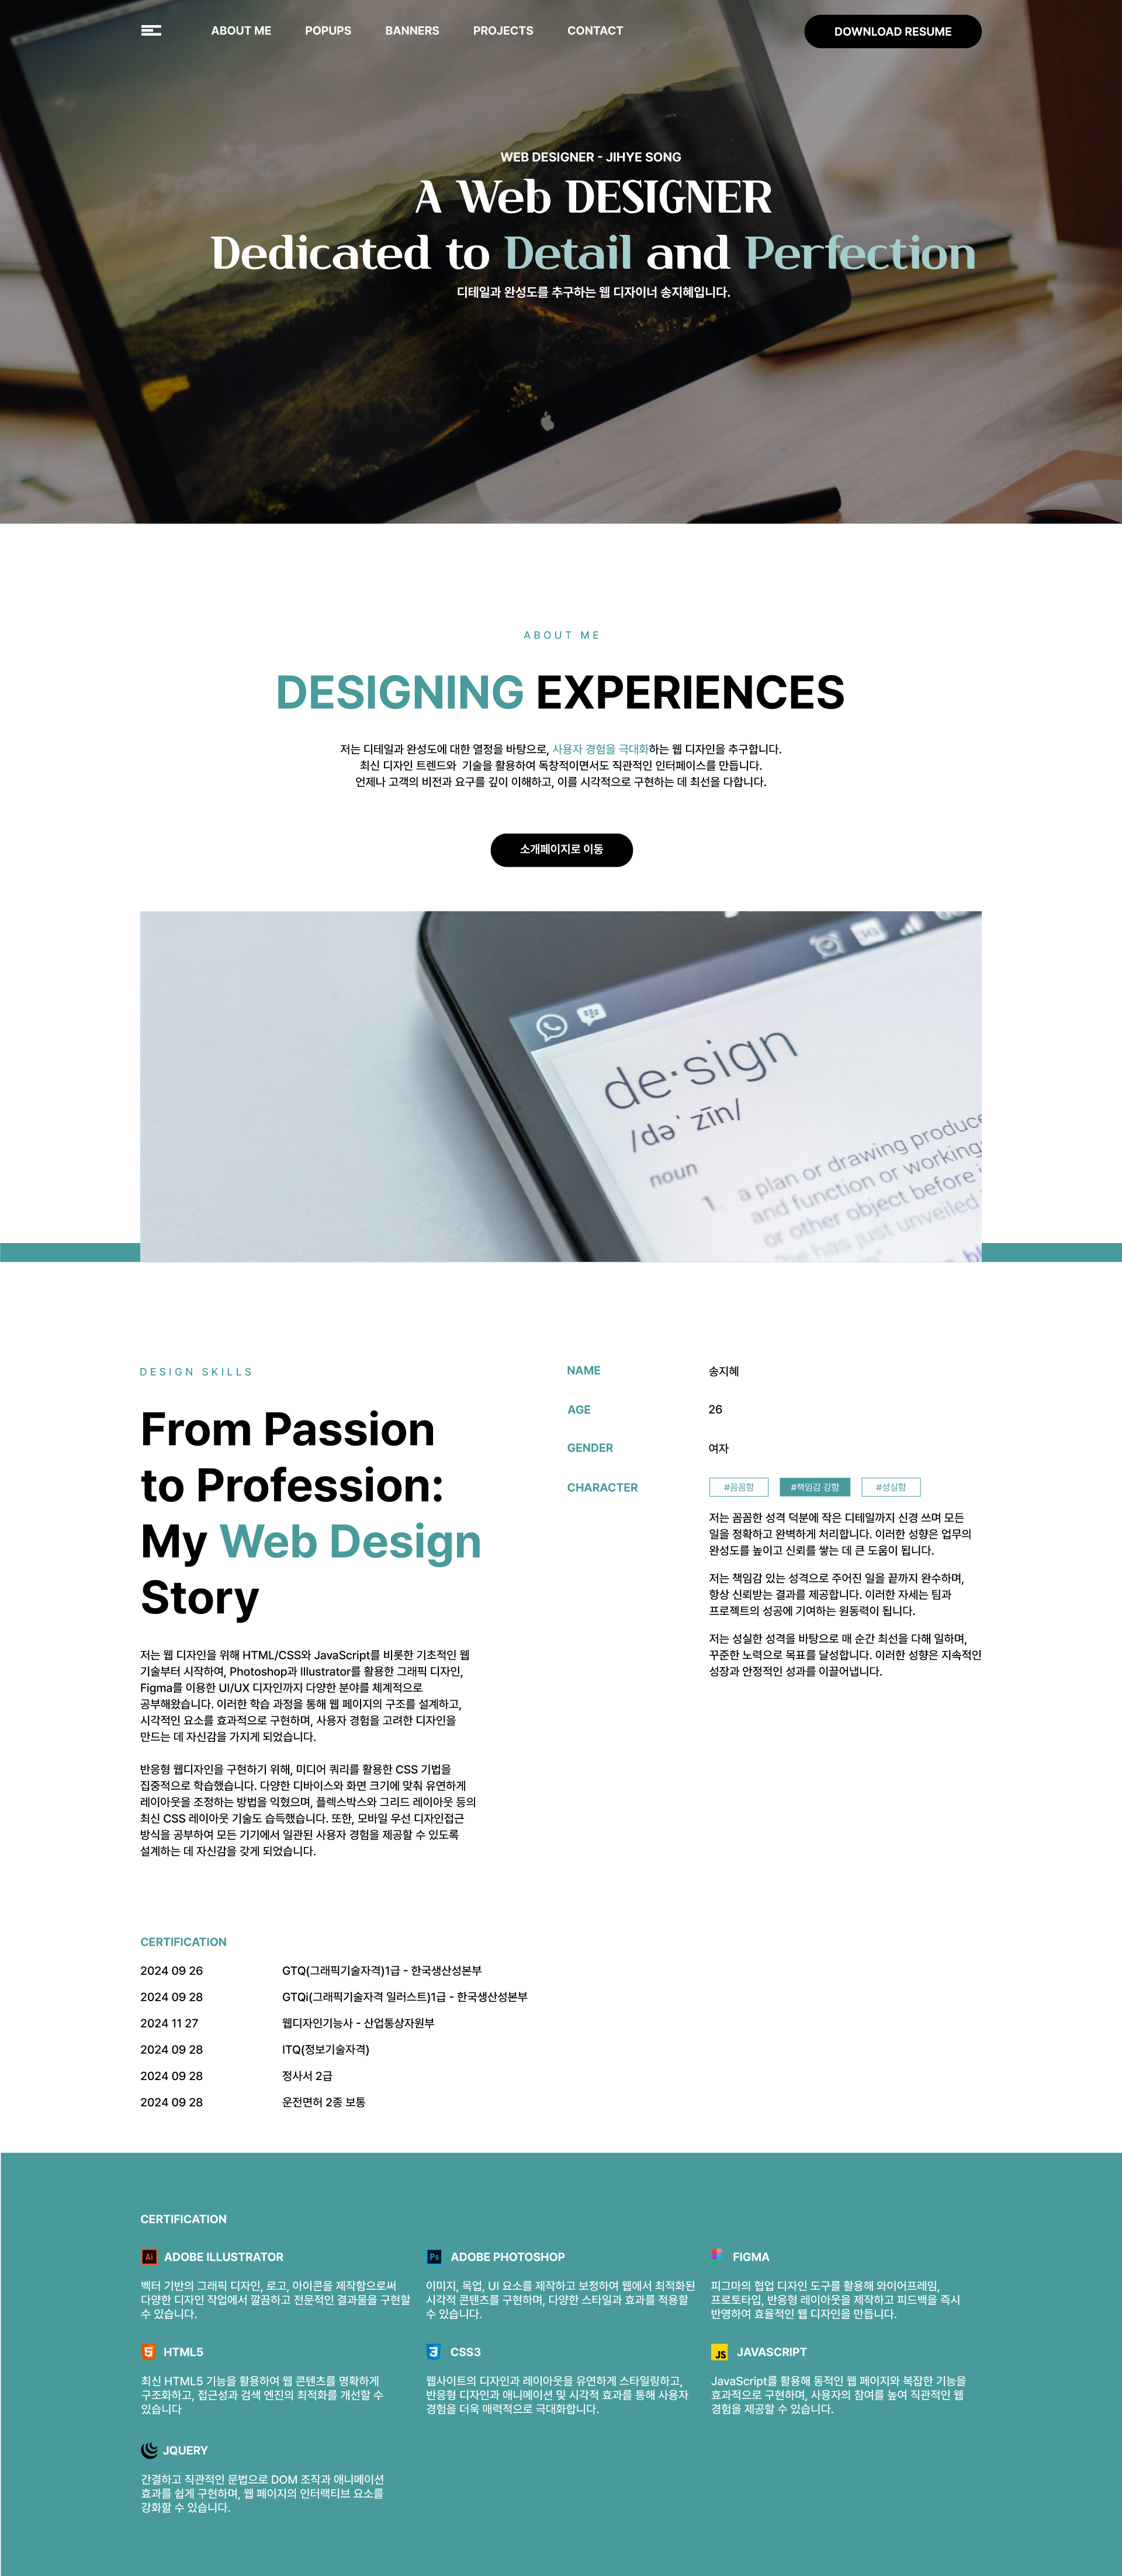 ABOUT ME POPUPS BANNERS PROJECTS CONTACT DOWNLOAD RESUME
WEB DESIGNER - JIHYE SONG
A Web DESIGNER
Dedicated to Detail and Perfection
디테일과 완성도를 추구하는 웹 디자이너 송지혜입니다.
ABOUT ME
DESIGNING EXPERIENCES
저는 디테일과 완성도에 대한 열정을 바탕으로, 사용자 경험을 극대화하는 웹 디자인을 추구합니다.
최신 디자인 트렌드와 기술을 활용하여 독창적이면서도 직관적인 인터페이스를 만듭니다.
언제나 고객의 비전과 요구를 깊이 이해하고, 이를 시각적으로 구현하는 데 최선을 다합니다.
소개페이지로 이동
31
36
de·sign
/dəˈzīn/
noun
1. a plan or drawing produce
and function or working
or other object before i
"he has just unveiled
DESIGN SKILLS
From Passion
to Profession:
My Web Design
Story
저는 웹 디자인을 위해 HTML/CSS와 JavaScript를 비롯한 기초적인 웹
기술부터 시작하여, Photoshop과 Illustrator를 활용한 그래픽 디자인,
Figma를 이용한 UI/UX 디자인까지 다양한 분야를 체계적으로
공부해왔습니다. 이러한 학습 과정을 통해 웹 페이지의 구조를 설계하고,
시각적인 요소를 효과적으로 구현하며, 사용자 경험을 고려한 디자인을
만드는 데 자신감을 가지게 되었습니다.
반응형 웹디자인을 구현하기 위해, 미디어 쿼리를 활용한 CSS 기법을
집중적으로 학습했습니다. 다양한 디바이스와 화면 크기에 맞춰 유연하게
레이아웃을 조정하는 방법을 익혔으며, 플렉스박스와 그리드 레이아웃 등의
최신 CSS 레이아웃 기술도 습득했습니다. 또한, 모바일 우선 디자인접근
방식을 공부하여 모든 기기에서 일관된 사용자 경험을 제공할 수 있도록
설계하는 데 자신감을 갖게 되었습니다.
NAME 송지혜
AGE 26
GENDER 여자
CHARACTER #꼼꼼함 #책임감 강함 #성실함
저는 꼼꼼한 성격 덕분에 작은 디테일까지 신경 쓰며 모든
일을 정확하고 완벽하게 처리합니다. 이러한 성향은 업무의
완성도를 높이고 신뢰를 쌓는 데 큰 도움이 됩니다.
저는 책임감 있는 성격으로 주어진 일을 끝까지 완수하며,
항상 신뢰받는 결과를 제공합니다. 이러한 자세는 팀과
프로젝트의 성공에 기여하는 원동력이 됩니다.
저는 성실한 성격을 바탕으로 매 순간 최선을 다해 일하며,
꾸준한 노력으로 목표를 달성합니다. 이러한 성향은 지속적인
성장과 안정적인 성과를 이끌어냅니다.
CERTIFICATION
2024 09 26 GTQ(그래픽기술자격)1급 - 한국생산성본부
2024 09 28 GTQi(그래픽기술자격 일러스트)1급 - 한국생산성본부
2024 11 27 웹디자인기능사 - 산업통상자원부
2024 09 28 ITQ(정보기술자격)
2024 09 28 정사서 2급
2024 09 28 운전면허 2종 보통
CERTIFICATION
Ai ADOBE ILLUSTRATOR
벡터 기반의 그래픽 디자인, 로고, 아이콘을 제작함으로써
다양한 디자인 작업에서 깔끔하고 전문적인 결과물을 구현할
수 있습니다.
Ps ADOBE PHOTOSHOP
이미지, 목업, UI 요소를 제작하고 보정하여 웹에서 최적화된
시각적 콘텐츠를 구현하며, 다양한 스타일과 효과를 적용할
수 있습니다.
FIGMA
피그마의 협업 디자인 도구를 활용해 와이어프레임,
프로토타입, 반응형 레이아웃을 제작하고 피드백을 즉시
반영하여 효율적인 웹 디자인을 만듭니다.
HTML5
최신 HTML5 기능을 활용하여 웹 콘텐츠를 명확하게
구조화하고, 접근성과 검색 엔진의 최적화를 개선할 수
있습니다
CSS3
웹사이트의 디자인과 레이아웃을 유연하게 스타일링하고,
반응형 디자인과 애니메이션 및 시각적 효과를 통해 사용자
경험을 더욱 매력적으로 극대화합니다.
JS JAVASCRIPT
JavaScript를 활용해 동적인 웹 페이지와 복잡한 기능을
효과적으로 구현하며, 사용자의 참여를 높여 직관적인 웹
경험을 제공할 수 있습니다.
JQUERY
간결하고 직관적인 문법으로 DOM 조작과 애니메이션
효과를 쉽게 구현하며, 웹 페이지의 인터랙티브 요소를
강화할 수 있습니다.